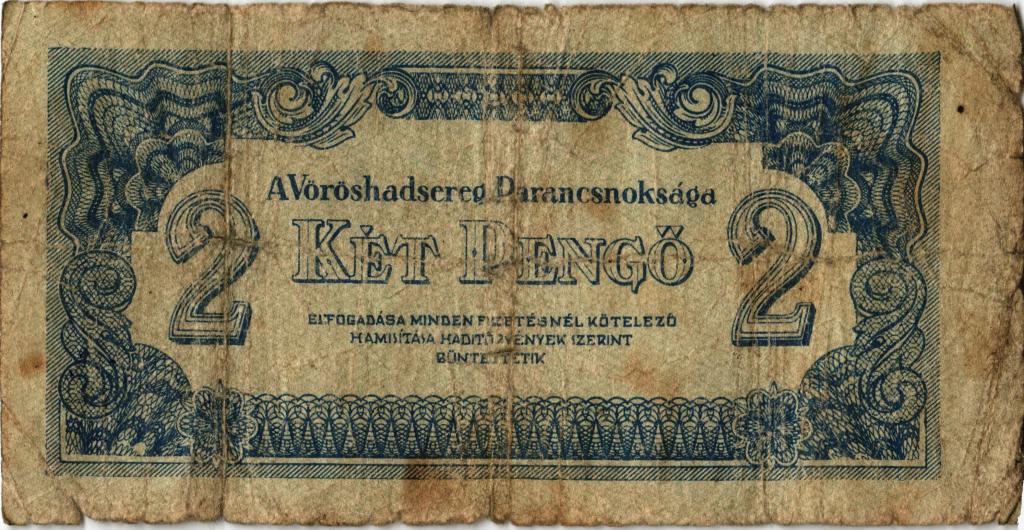 A Vöröshadsereg Parancsnoksága
2 KÉT PENGŐ 2
ELFOGADÁSA MINDEN FIZETÉSNÉL KÖTELEZŐ
HAMISÍTÁSA HADITÖRVÉNYEK SZERINT
BÜNTETTETIK